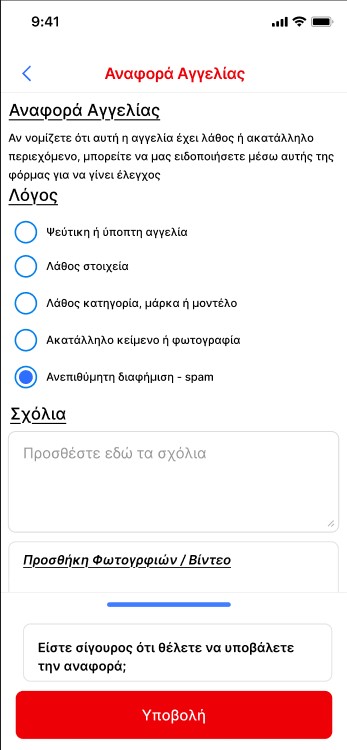 9:41
Αναφορά Αγγελίας
Αναφορά Αγγελίας
Αν νομίζετε ότι αυτή η αγγελία έχει λάθος ή ακατάλληλο
περιεχόμενο, μπορείτε να μας ειδοποιήσετε μέσω αυτής της
φόρμας για να γίνει έλεγχος
Λόγος
Ψεύτικη ή ύποπτη αγγελία
Λάθος στοιχεία
Λάθος κατηγορία, μάρκα ή μοντέλο
Ακατάλληλο κείμενο ή φωτογραφία
Ανεπιθύμητη διαφήμιση - spam
Σχόλια
Προσθέστε εδώ τα σχόλια
Προσθήκη Φωτογρφιών / Βίντεο
Είστε σίγουρος ότι θέλετε να υποβάλετε
την αναφορά;
Υποβολή